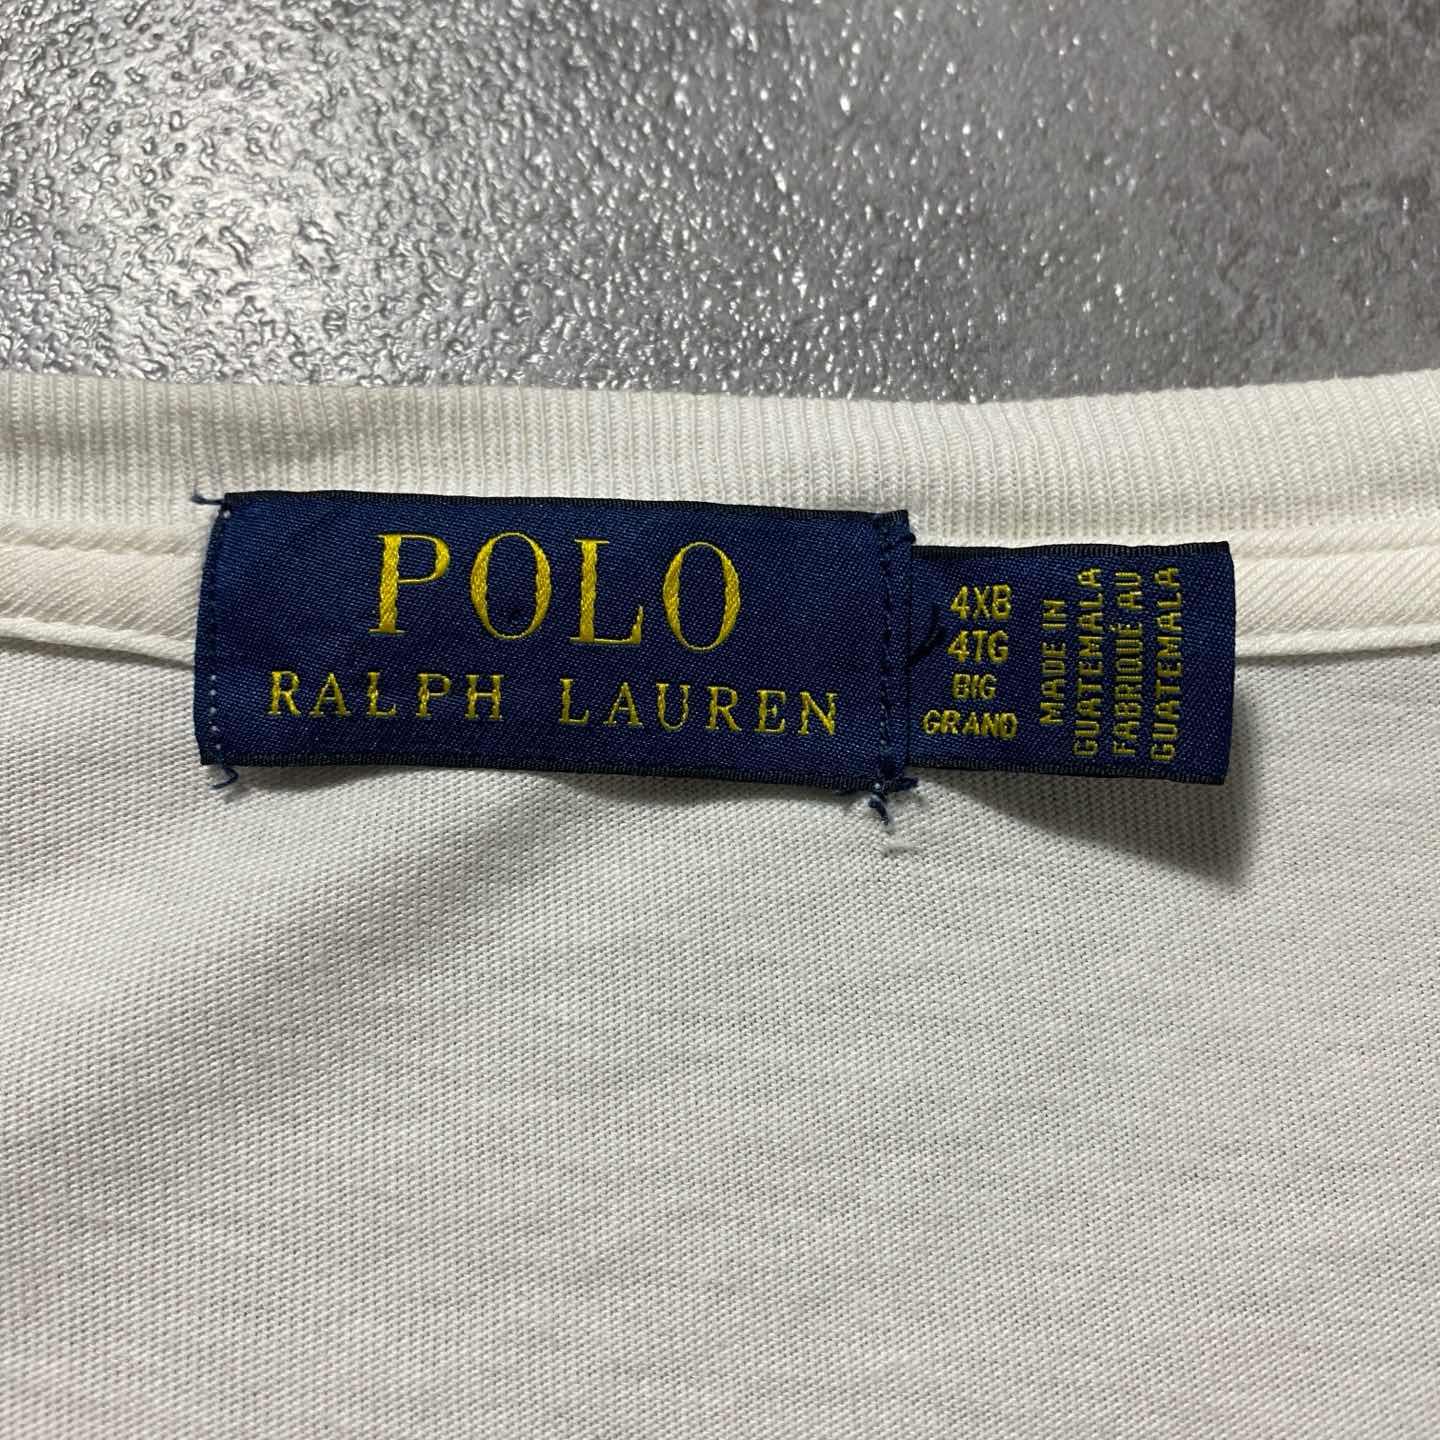 POLO
RALPH LAUREN
4XB
4TG
BIG
GRAND
MADE IN
GUATEMALA
FABRIQUÉ AU
GUATEMALA